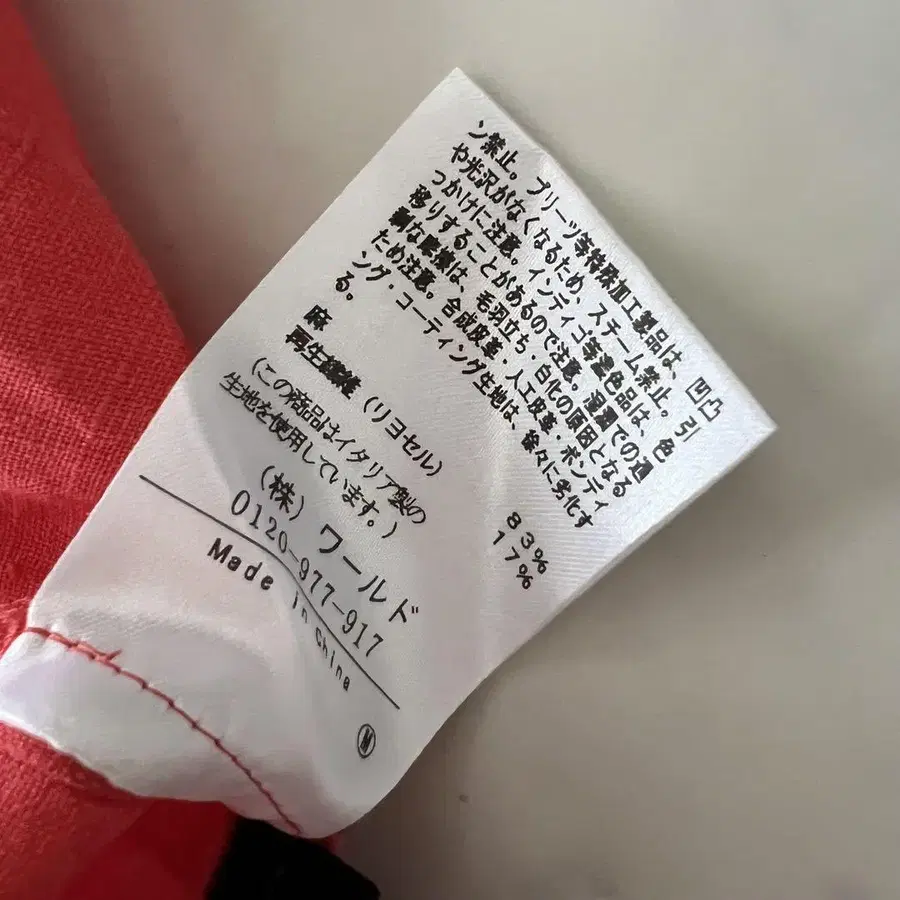 ン禁止。プリーツ等特殊加工製品は、凹凸
や光沢がなくなるため、スチーム禁止。引
っかけに注意。インディゴ等濃色品は、色
移りすることがあるので注意。湿潤での過
剰な摩擦は、毛羽立ち・白化の原因となる
ため注意。合成皮革・人工皮革・ボンディ
ング・コーティング生地は、後々に劣化す
る。
麻 83%
再生繊維(リヨセル) 17%
(この商品はイタリア製の
生地を使用しています。)
(株)ワールド
0120-977-917
Made in China
M